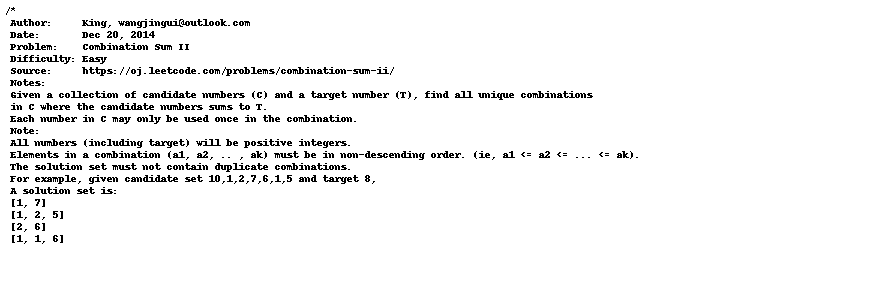 /*
Author: King, wangjingui@outlook.com
Date: Dec 20, 2014
Problem: Combination Sum II
Difficulty: Easy
Source: https://oj.leetcode.com/problems/combination-sum-ii/
Notes:
Given a collection of candidate numbers (C) and a target number (T), find all unique combinations
in C where the candidate numbers sums to T.
Each number in C may only be used once in the combination.
Note:
All numbers (including target) will be positive integers.
Elements in a combination (a1, a2, .. , ak) must be in non-descending order. (ie, a1 <= a2 <= ... <= ak).
The solution set must not contain duplicate combinations.
For example, given candidate set 10,1,2,7,6,1,5 and target 8,
A solution set is:
[1, 7]
[1, 2, 5]
[2, 6]
[1, 1, 6]